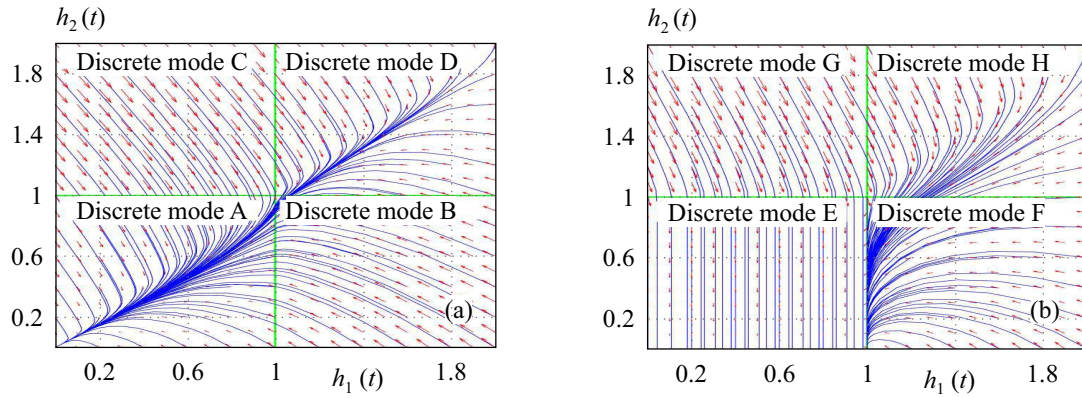 h2 (t)
Discrete mode C
Discrete mode D
1.8
1.4
1
Discrete mode A
Discrete mode B
0.6
0.2
(a)
0.2
0.6
1
h1 (t)
1.8
h2 (t)
Discrete mode G
Discrete mode H
1.8
1.4
1
Discrete mode E
Discrete mode F
0.6
0.2
(b)
0.2
0.6
1
h1 (t)
1.8